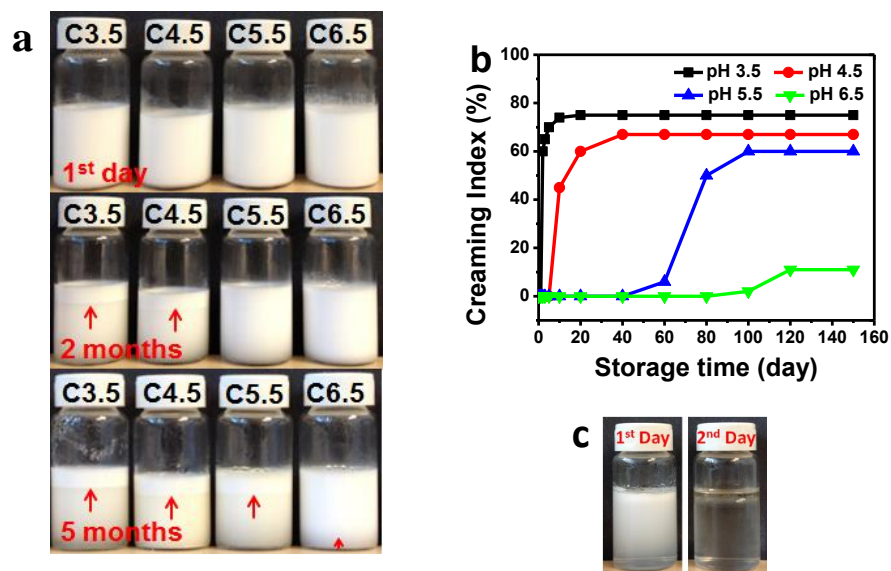 a
C3.5 C4.5 C5.5 C6.5
1st day
C3.5 C4.5 C5.5 C6.5
2 months
C3.5 C4.5 C5.5 C6.5
5 months
b
100
80
60
40
20
0
Creaming Index (%)
pH 3.5 pH 4.5
pH 5.5 pH 6.5
0 20 40 60 80 100 120 140 160
Storage time (day)
c
1st Day 2nd Day